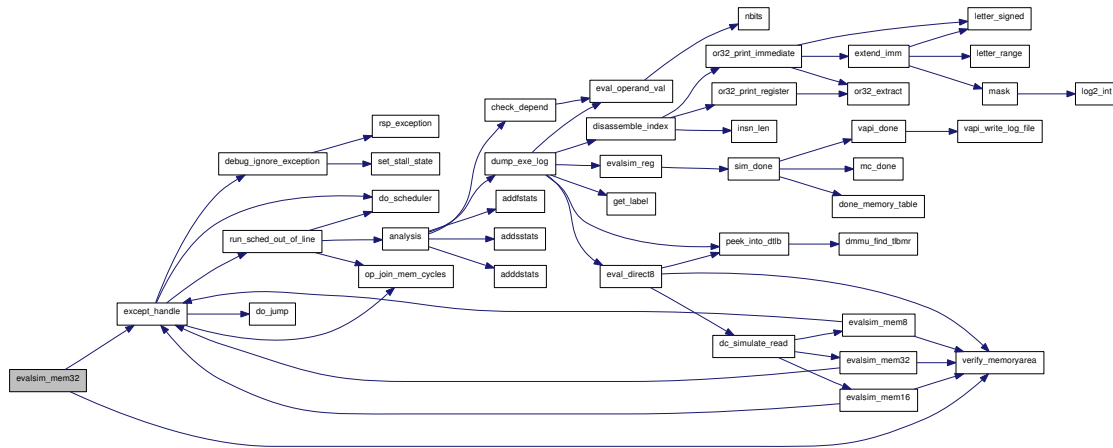 nbits
letter_signed
or32_print_immediate
extend_imm
letter_range
eval_operand_val
or32_print_register
or32_extract
mask
log2_int
check_depend
rsp_exception
disassemble_index
insn_len
vapi_done
vapi_write_log_file
debug_ignore_exception
set_stall_state
dump_exe_log
evalsim_reg
sim_done
mc_done
do_scheduler
addfstats
get_label
done_memory_table
run_sched_out_of_line
analysis
addsstats
peek_into_dtlb
dmmu_find_tlbmr
op_join_mem_cycles
adddstats
eval_direct8
except_handle
do_jump
evalsim_mem8
dc_simulate_read
evalsim_mem32
verify_memoryarea
evalsim_mem32
evalsim_mem16